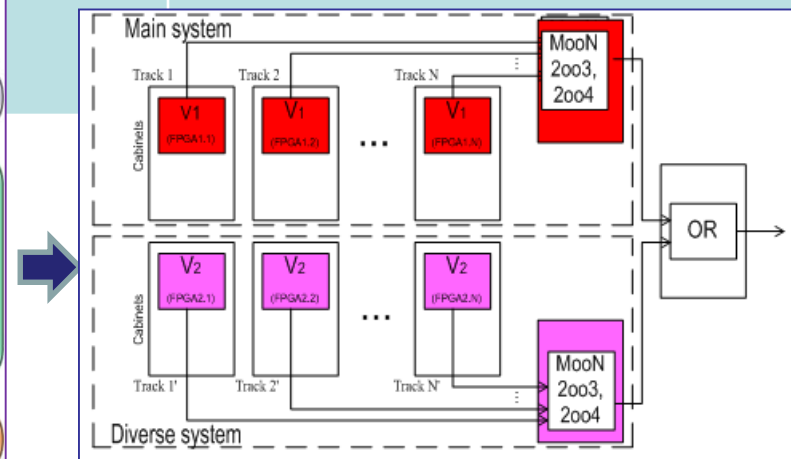 Main system
Track 1
Track 2
Track N
Cabinets
V1
(FPGA1.1)
V1
(FPGA1.2)
...
V1
(FPGA1.N)
MooN
2oo3,
2oo4
OR
Cabinets
V2
(FPGA2.1)
V2
(FPGA2.2)
...
V2
(FPGA2.N)
Track 1'
Track 2'
Track N'
MooN
2oo3,
2oo4
Diverse system